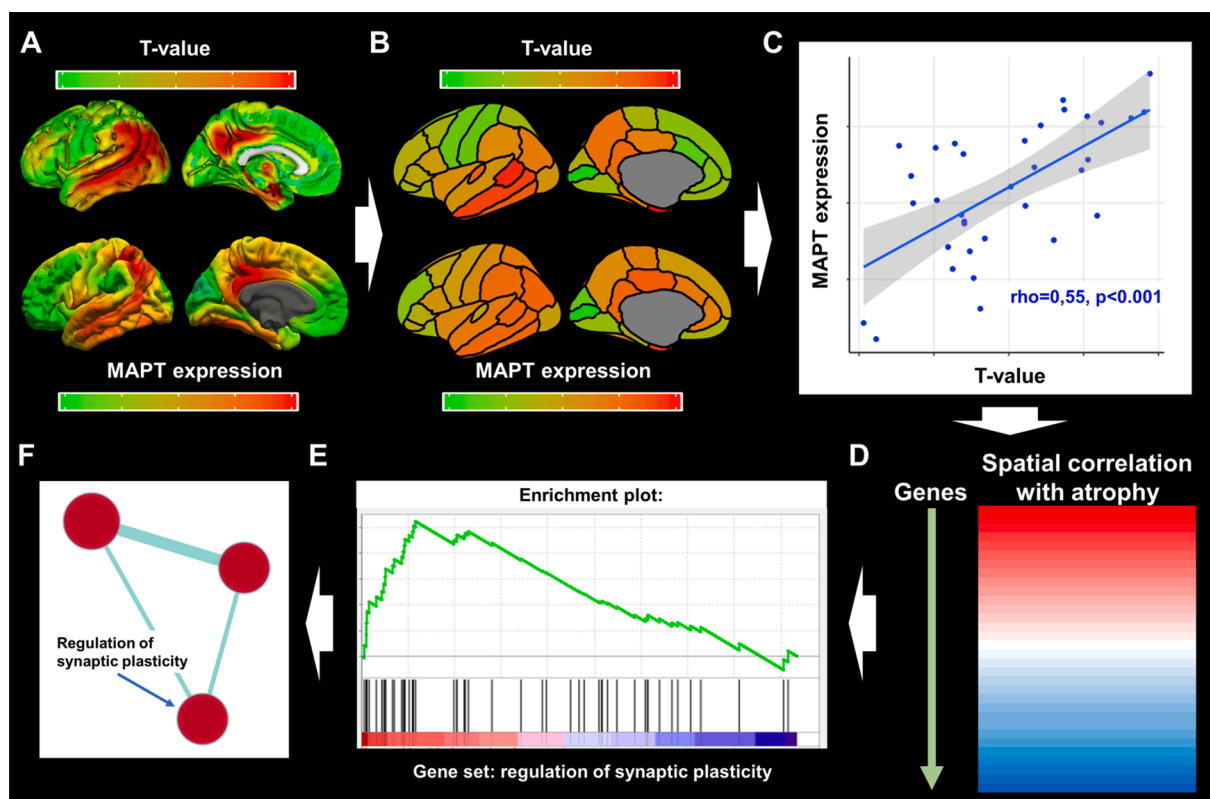 A
T-value
B
T-value
C
MAPT expression
rho=0,55, p<0.001
T-value
MAPT expression
MAPT expression
F
Regulation of
synaptic plasticity
E
Enrichment plot:
Gene set: regulation of synaptic plasticity
D
Genes
Spatial correlation
with atrophy